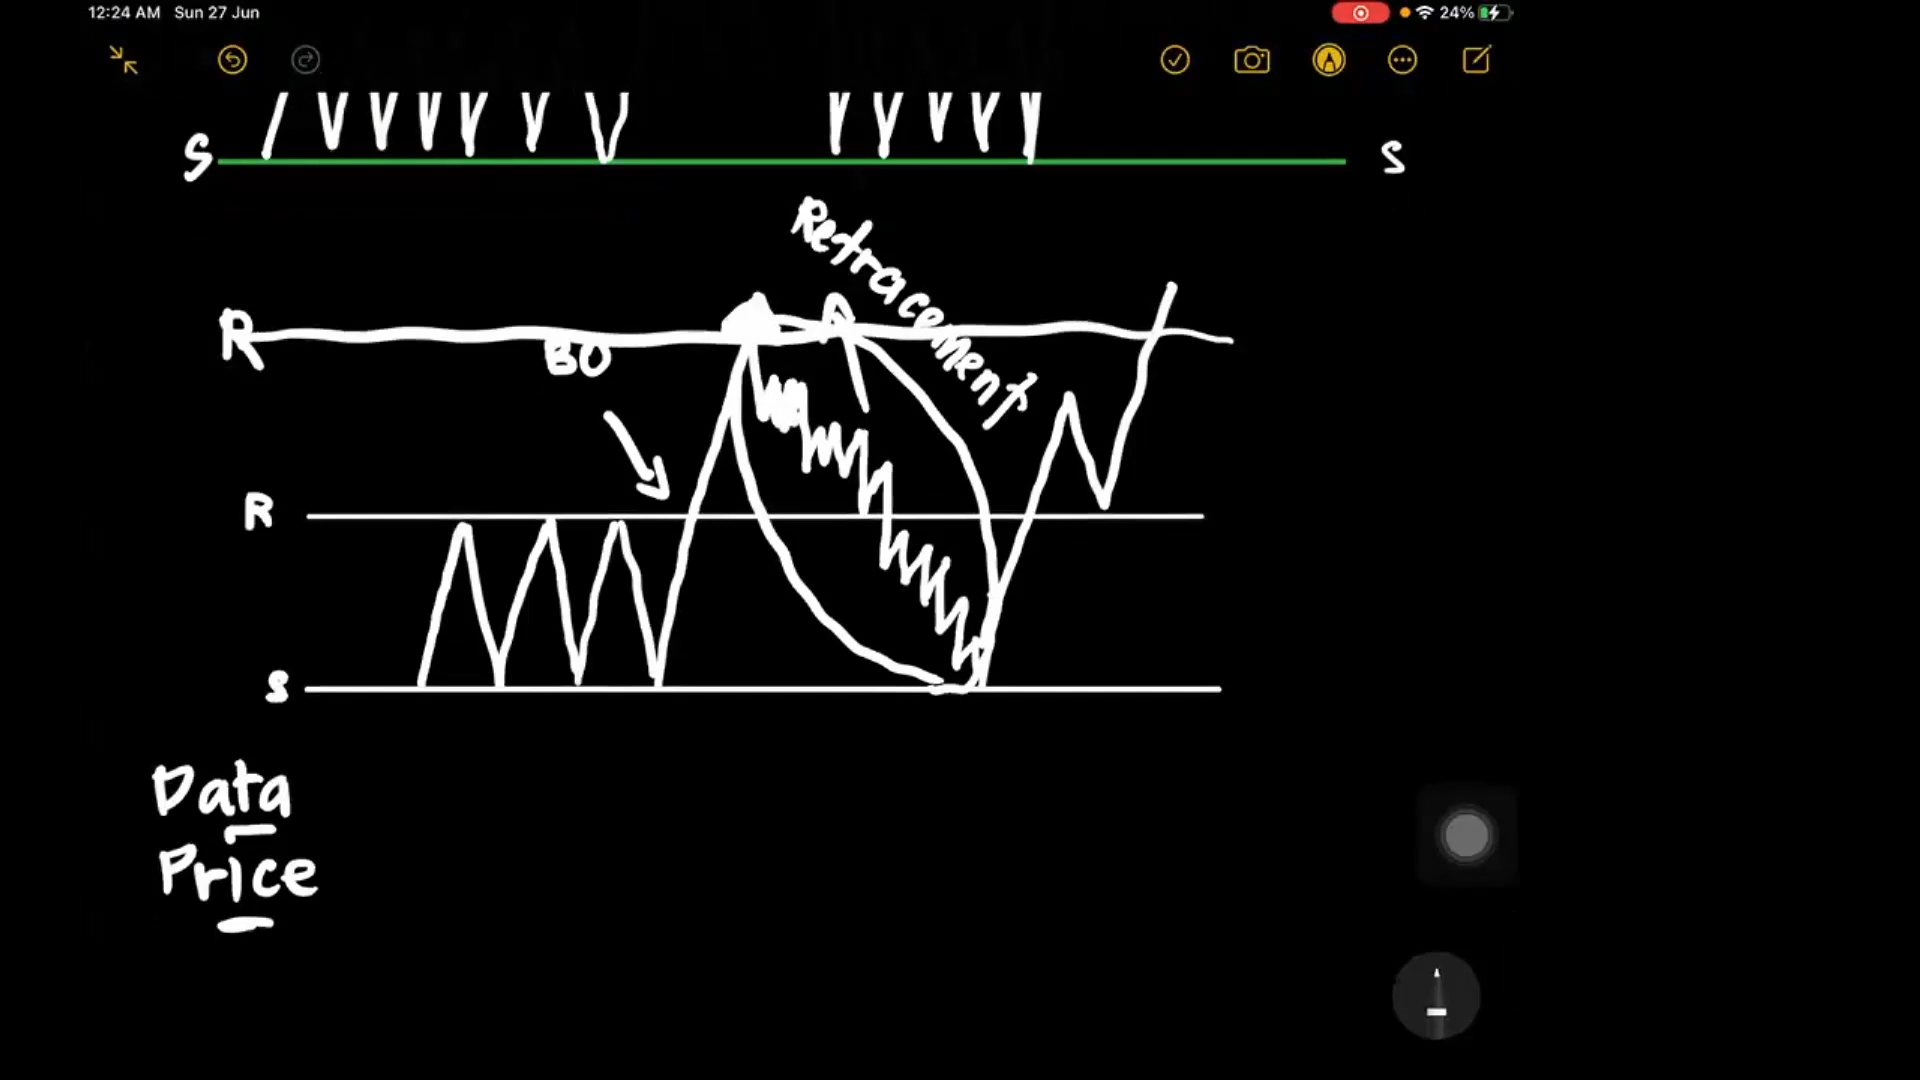 12:24 AM Sun 27 Jun 24%
S S
Retracement
R
BO
R
S
Data
Price